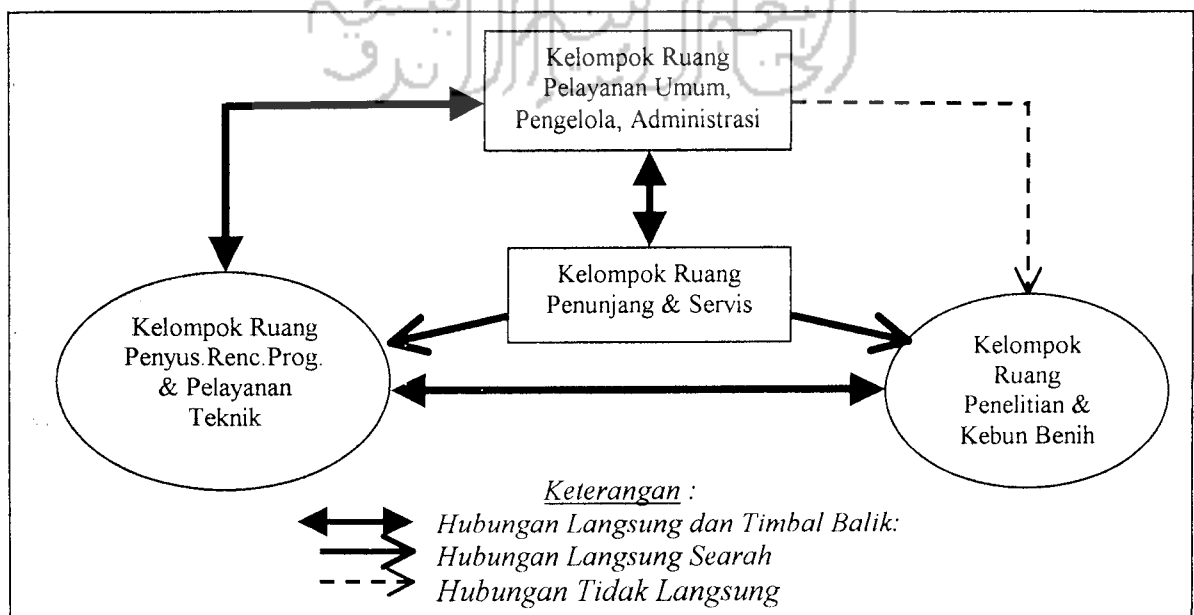 Kelompok Ruang
Pelayanan Umum,
Pengelola, Administrasi
Kelompok Ruang
Penunjang & Servis
Kelompok Ruang
Penyus.Renc.Prog.
& Pelayanan
Teknik
Kelompok
Ruang
Penelitian &
Kebun Benih
Keterangan :
Hubungan Langsung dan Timbal Balik:
Hubungan Langsung Searah
Hubungan Tidak Langsung